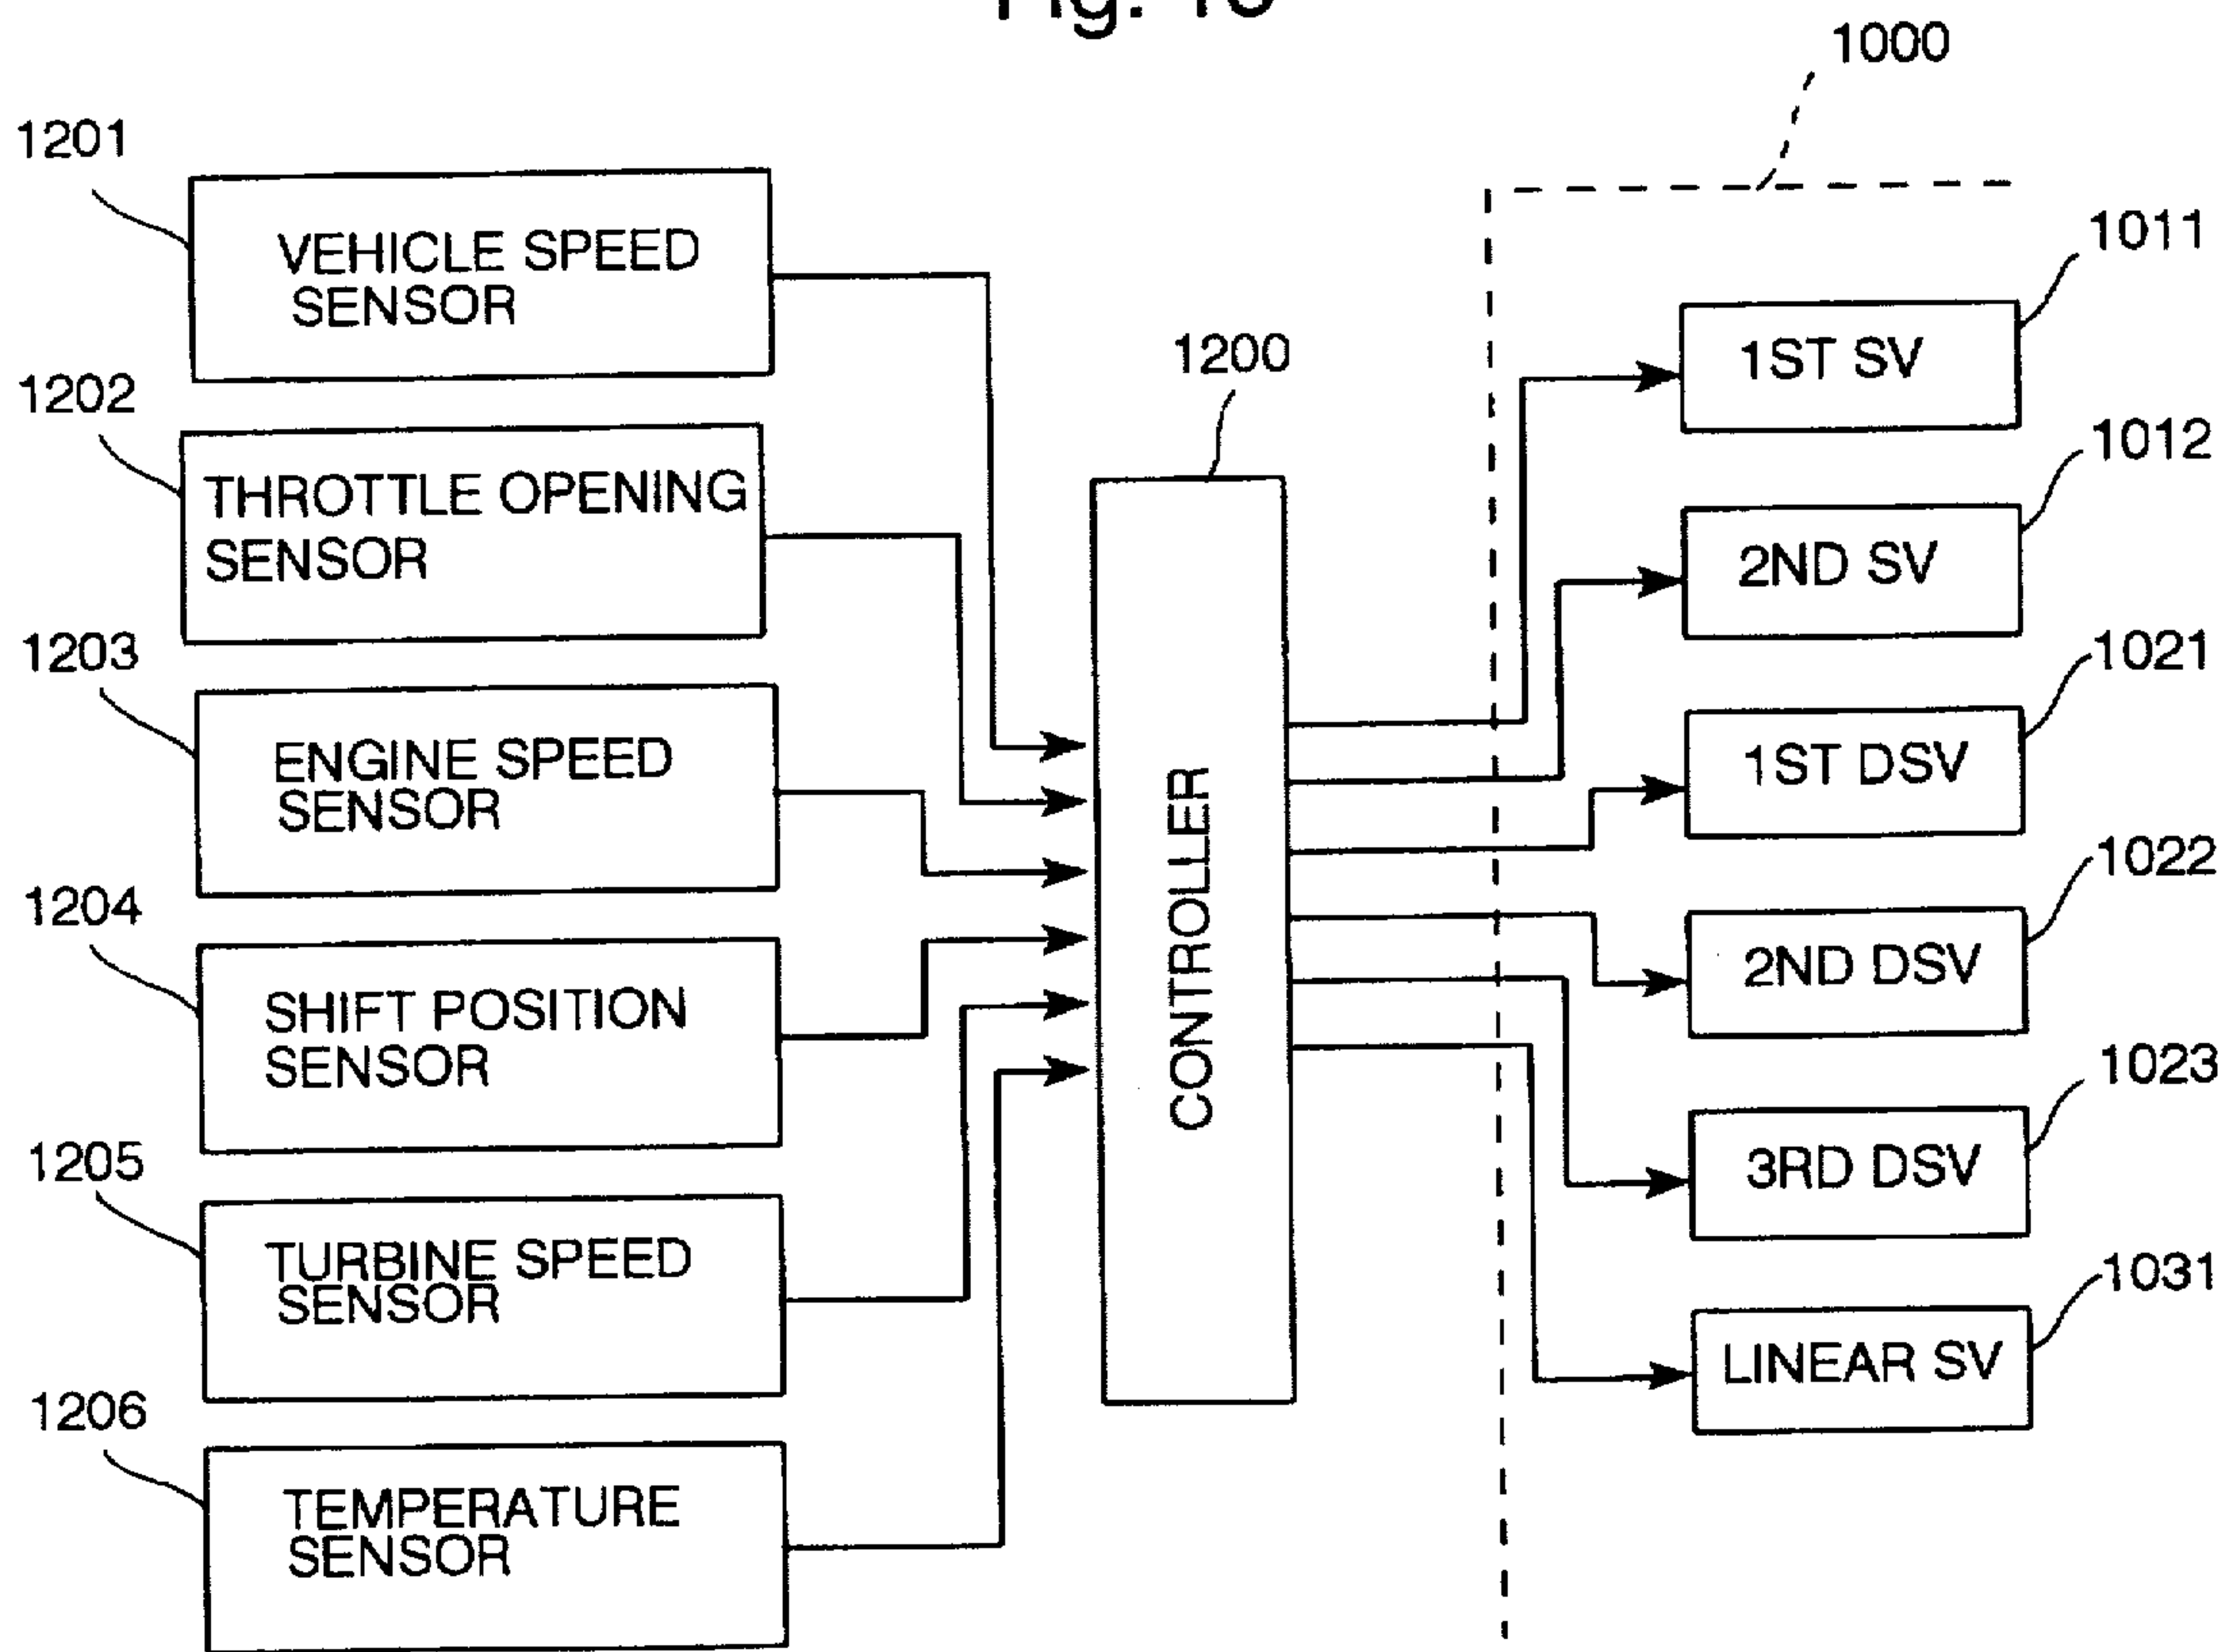 1000
1201
VEHICLE SPEED
SENSOR
1202
THROTTLE OPENING
SENSOR
1203
ENGINE SPEED
SENSOR
1204
SHIFT POSITION
SENSOR
1205
TURBINE SPEED
SENSOR
1206
TEMPERATURE
SENSOR
1200
CONTROLLER
1011
1ST SV
1012
2ND SV
1021
1ST DSV
1022
2ND DSV
1023
3RD DSV
1031
LINEAR SV